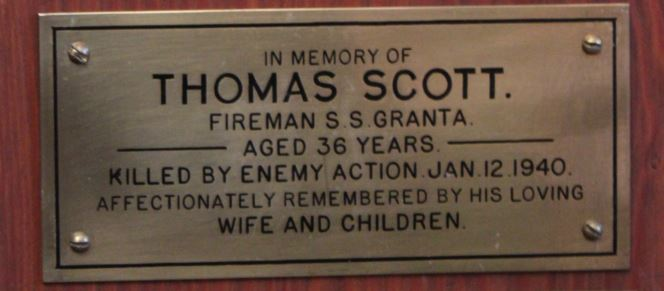 IN MEMORY OF
THOMAS SCOTT.
FIREMAN S.S.GRANTA.
AGED 36 YEARS.
KILLED BY ENEMY ACTION.JAN.12.1940.
AFFECTIONATELY REMEMBERED BY HIS LOVING
WIFE AND CHILDREN.